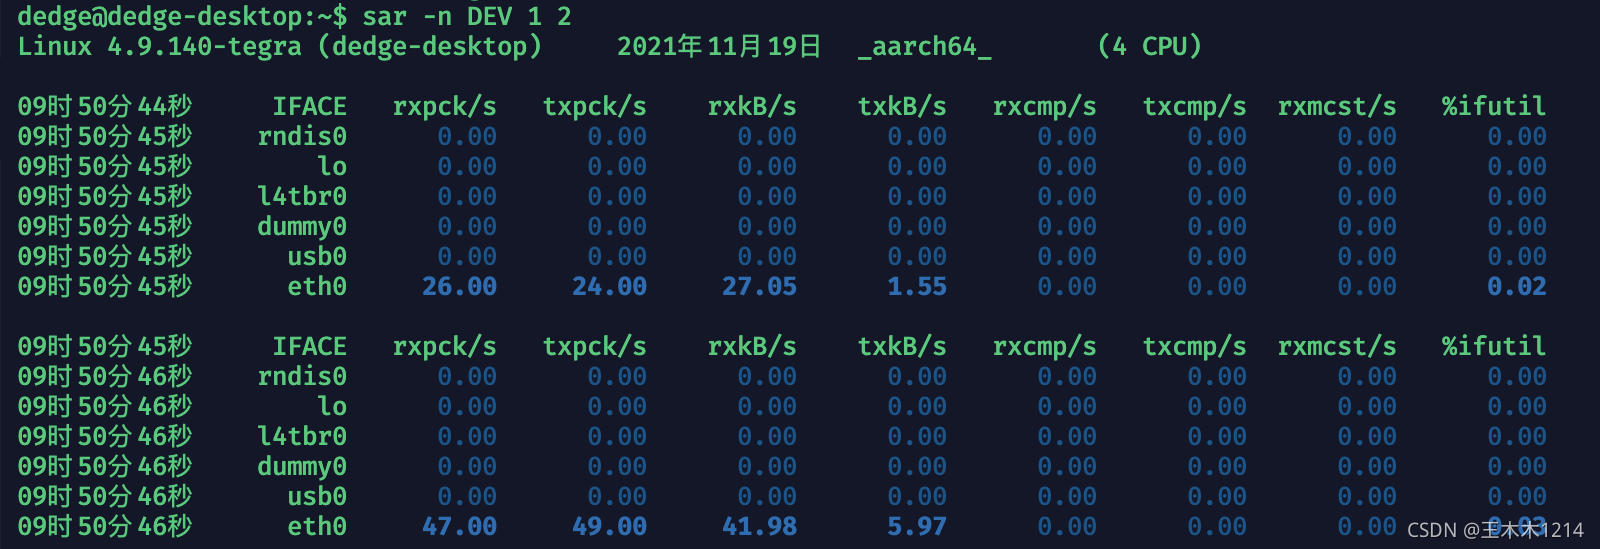 dedge@dedge-desktop:~$ sar -n DEV 1 2
Linux 4.9.140-tegra (dedge-desktop) 2021年11月19日 _aarch64_ (4 CPU)
09时50分44秒 IFACE rxpck/s txpck/s rxkB/s txkB/s rxcmp/s txcmp/s rxmcst/s %ifutil
09时50分45秒 rndis0 0.00 0.00 0.00 0.00 0.00 0.00 0.00 0.00
09时50分45秒 lo 0.00 0.00 0.00 0.00 0.00 0.00 0.00 0.00
09时50分45秒 l4tbr0 0.00 0.00 0.00 0.00 0.00 0.00 0.00 0.00
09时50分45秒 dummy0 0.00 0.00 0.00 0.00 0.00 0.00 0.00 0.00
09时50分45秒 usb0 0.00 0.00 0.00 0.00 0.00 0.00 0.00 0.00
09时50分45秒 eth0 26.00 24.00 27.05 1.55 0.00 0.00 0.00 0.02
09时50分45秒 IFACE rxpck/s txpck/s rxkB/s txkB/s rxcmp/s txcmp/s rxmcst/s %ifutil
09时50分46秒 rndis0 0.00 0.00 0.00 0.00 0.00 0.00 0.00 0.00
09时50分46秒 lo 0.00 0.00 0.00 0.00 0.00 0.00 0.00 0.00
09时50分46秒 l4tbr0 0.00 0.00 0.00 0.00 0.00 0.00 0.00 0.00
09时50分46秒 dummy0 0.00 0.00 0.00 0.00 0.00 0.00 0.00 0.00
09时50分46秒 usb0 0.00 0.00 0.00 0.00 0.00 0.00 0.00 0.00
09时50分46秒 eth0 47.00 49.00 41.98 5.97 0.00 0.00 0.00 0.03
CSDN @王木木1214